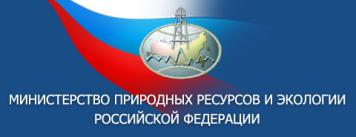 МИНИСТЕРСТВО ПРИРОДНЫХ РЕСУРСОВ И ЭКОЛОГИИ
РОССИЙСКОЙ ФЕДЕРАЦИИ